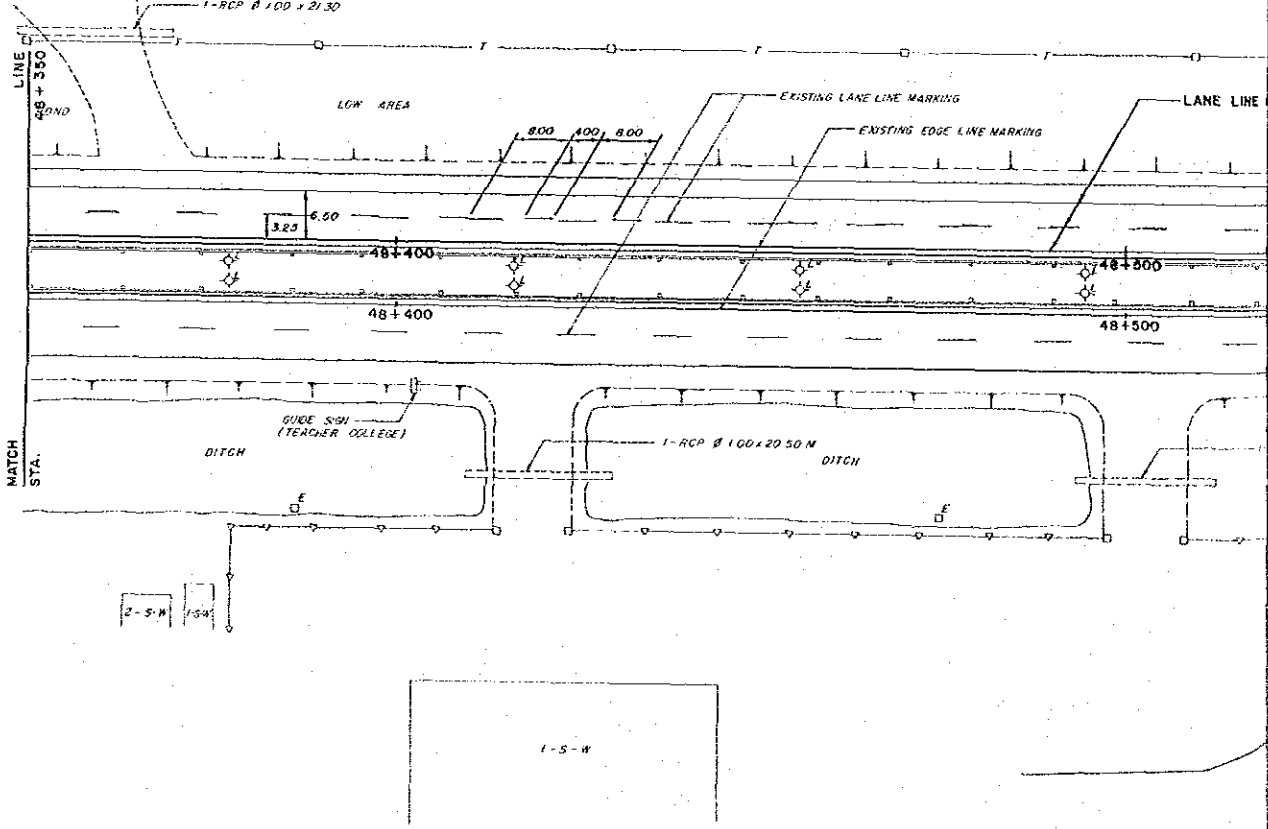 1-RCP Ø 1.00 x 21.30
T
T
T
T
LINE
48+350
LOW AREA
EXISTING LANE LINE MARKING
LANE LINE
EXISTING EDGE LINE MARKING
8.00
4.00
8.00
6.50
3.25
48+400
48+500
L
L
L
L
L
L
L
L
48+400
48+500
GUIDE SIGN
(TEACHER COLLEGE)
1-RCP Ø 1.00 x 20.50 M
DITCH
DITCH
MATCH
STA.
E
E
2-S-W
1-S-W
1-S-W